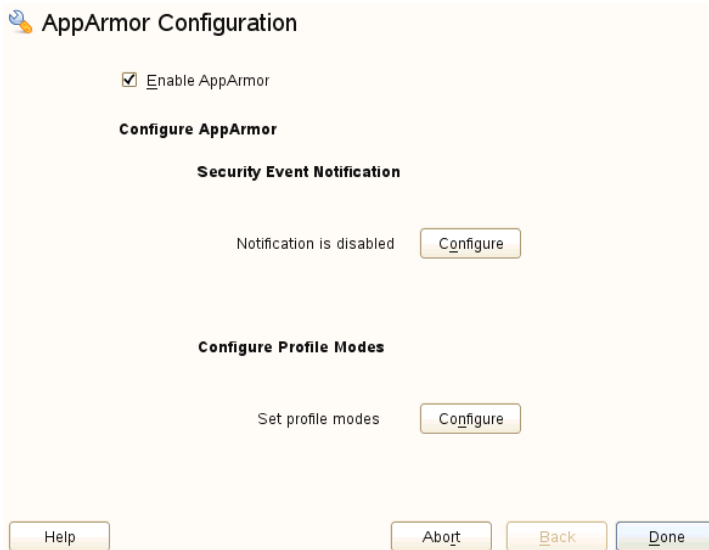 AppArmor Configuration
Enable AppArmor
Configure AppArmor
Security Event Notification
Notification is disabled Configure
Configure Profile Modes
Set profile modes Configure
Help Abort Back Done